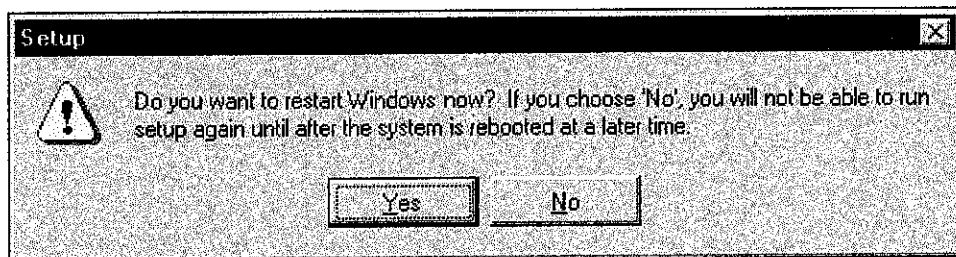 Setup
Do you want to restart Windows now? If you choose 'No', you will not be able to run
setup again until after the system is rebooted at a later time.
Yes
No